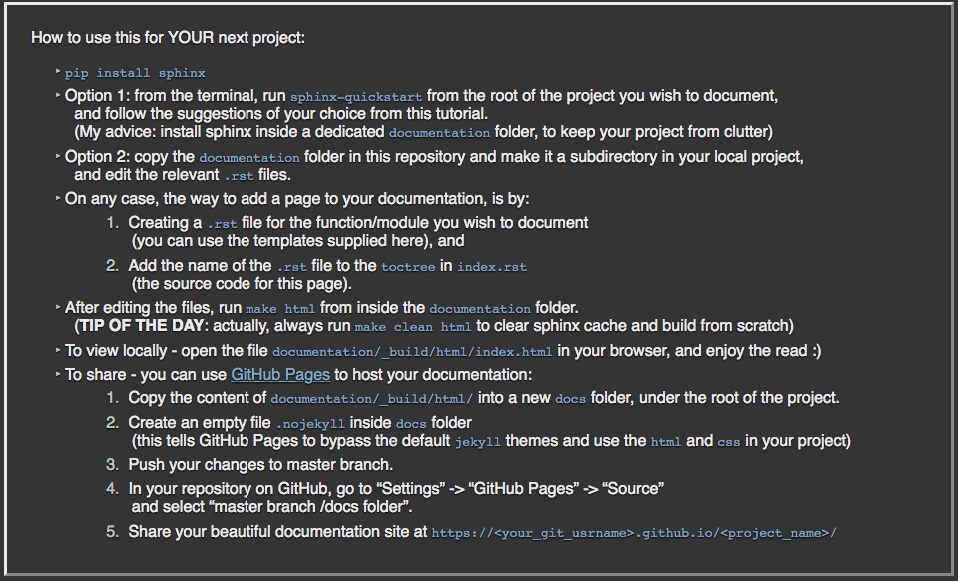 How to use this for YOUR next project:
‣ pip install sphinx
‣ Option 1: from the terminal, run sphinx-quickstart from the root of the project you wish to document,
and follow the suggestions of your choice from this tutorial.
(My advice: install sphinx inside a dedicated documentation folder, to keep your project from clutter)
‣ Option 2: copy the documentation folder in this repository and make it a subdirectory in your local project,
and edit the relevant .rst files.
‣ On any case, the way to add a page to your documentation, is by:
1. Creating a .rst file for the function/module you wish to document
(you can use the templates supplied here), and
2. Add the name of the .rst file to the toctree in index.rst
(the source code for this page).
‣ After editing the files, run make html from inside the documentation folder.
(TIP OF THE DAY: actually, always run make clean html to clear sphinx cache and build from scratch)
‣ To view locally - open the file documentation/_build/html/index.html in your browser, and enjoy the read :)
‣ To share - you can use GitHub Pages to host your documentation:
1. Copy the content of documentation/_build/html/ into a new docs folder, under the root of the project.
2. Create an empty file .nojekyll inside docs folder
(this tells GitHub Pages to bypass the default jekyll themes and use the html and css in your project)
3. Push your changes to master branch.
4. In your repository on GitHub, go to “Settings” -> “GitHub Pages” -> “Source”
and select “master branch /docs folder”.
5. Share your beautiful documentation site at https://<your_git_usrname>.github.io/<project_name>/